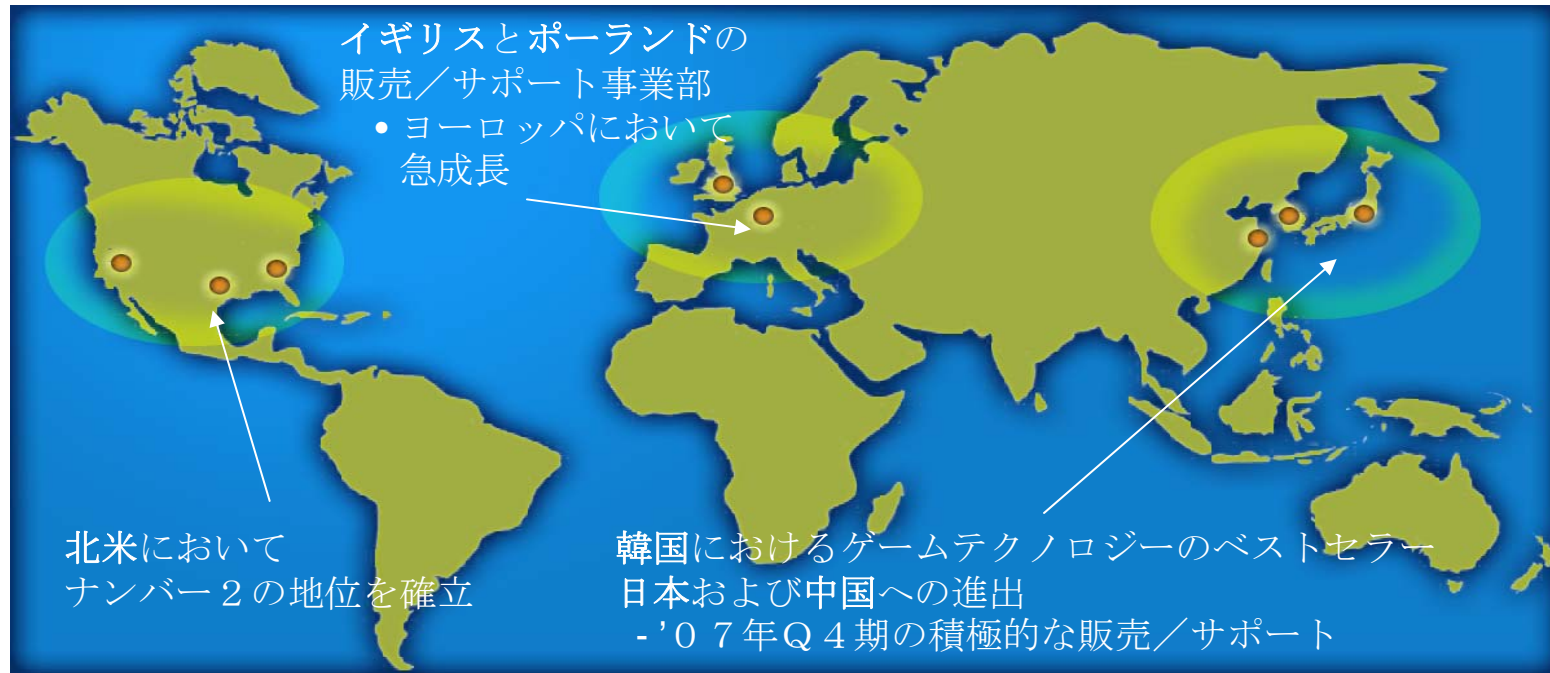 イギリスとポーランドの
販売／サポート事業部
• ヨーロッパにおいて
急成長
北米において
ナンバー２の地位を確立
韓国におけるゲームテクノロジーのベストセラー
日本および中国への進出
- ’０７年Ｑ４期の積極的な販売／サポート